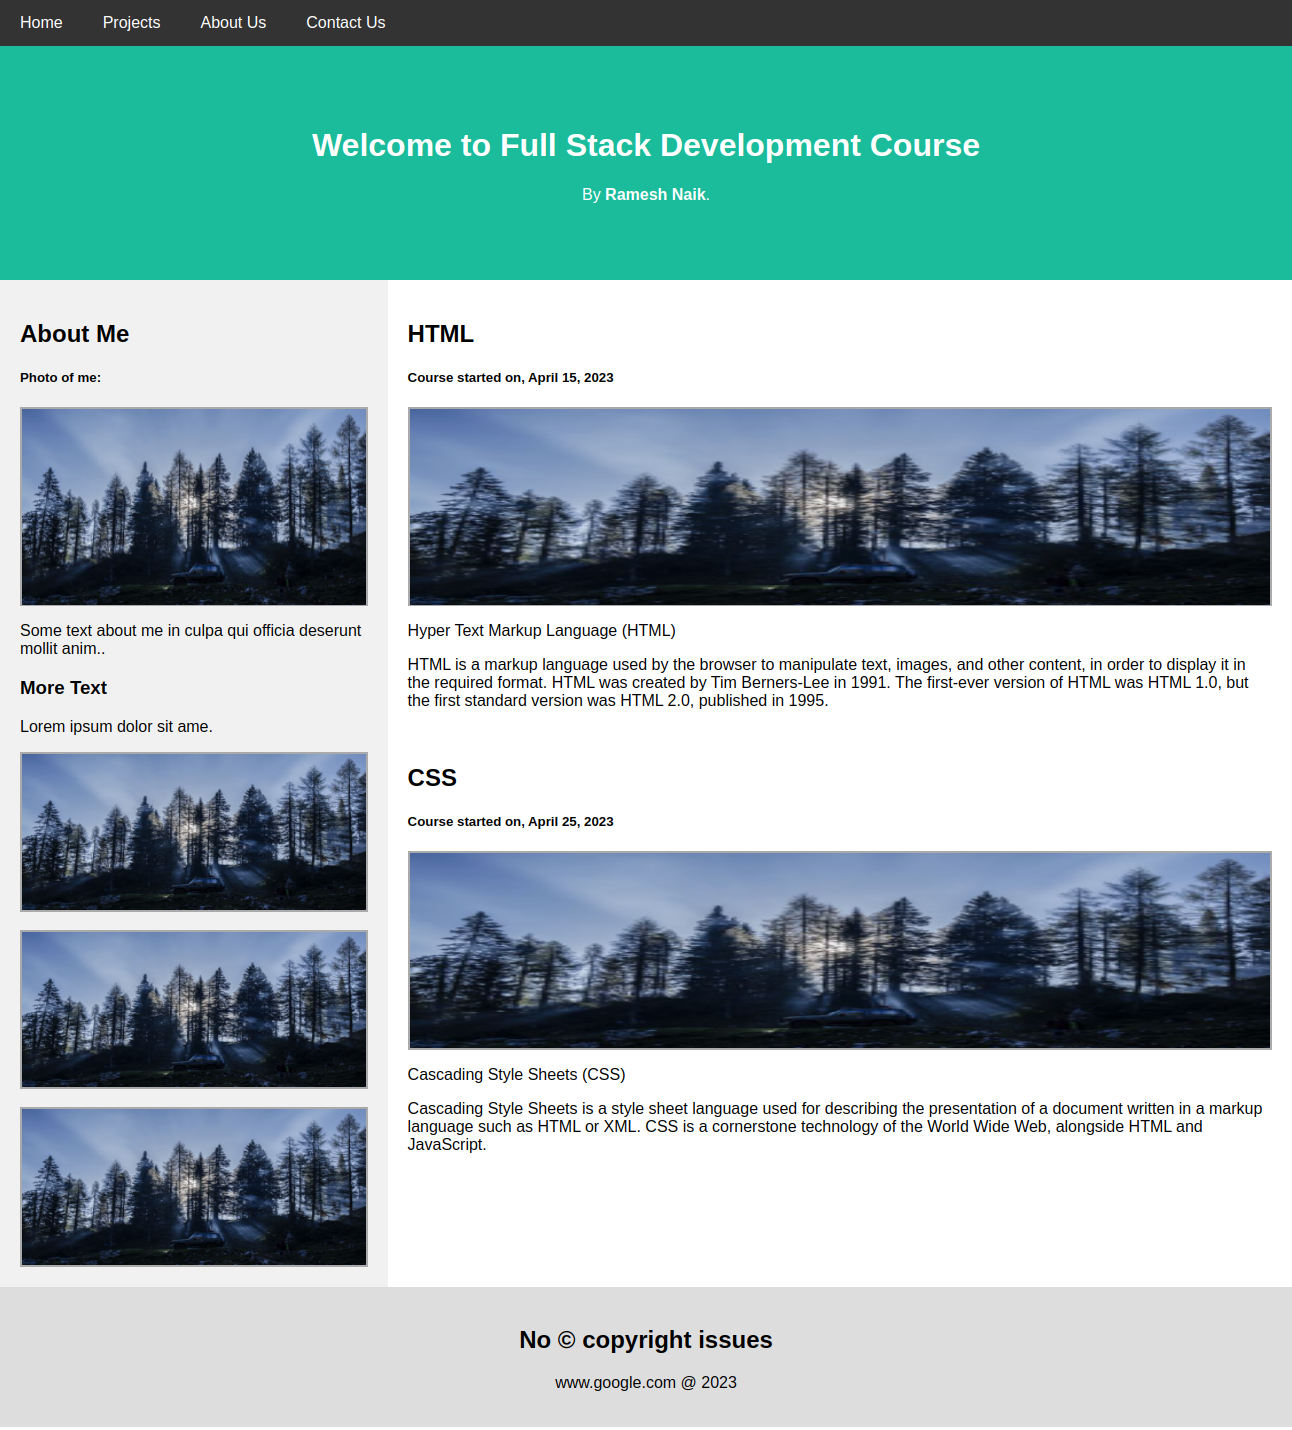 Home Projects About Us Contact Us
Welcome to Full Stack Development Course
By Ramesh Naik.
About Me
Photo of me:
Some text about me in culpa qui officia deserunt
mollit anim..
More Text
Lorem ipsum dolor sit ame.
HTML
Course started on, April 15, 2023
Hyper Text Markup Language (HTML)
HTML is a markup language used by the browser to manipulate text, images, and other content, in order to display it in
the required format. HTML was created by Tim Berners-Lee in 1991. The first-ever version of HTML was HTML 1.0, but
the first standard version was HTML 2.0, published in 1995.
CSS
Course started on, April 25, 2023
Cascading Style Sheets (CSS)
Cascading Style Sheets is a style sheet language used for describing the presentation of a document written in a markup
language such as HTML or XML. CSS is a cornerstone technology of the World Wide Web, alongside HTML and
JavaScript.
No © copyright issues
www.google.com @ 2023